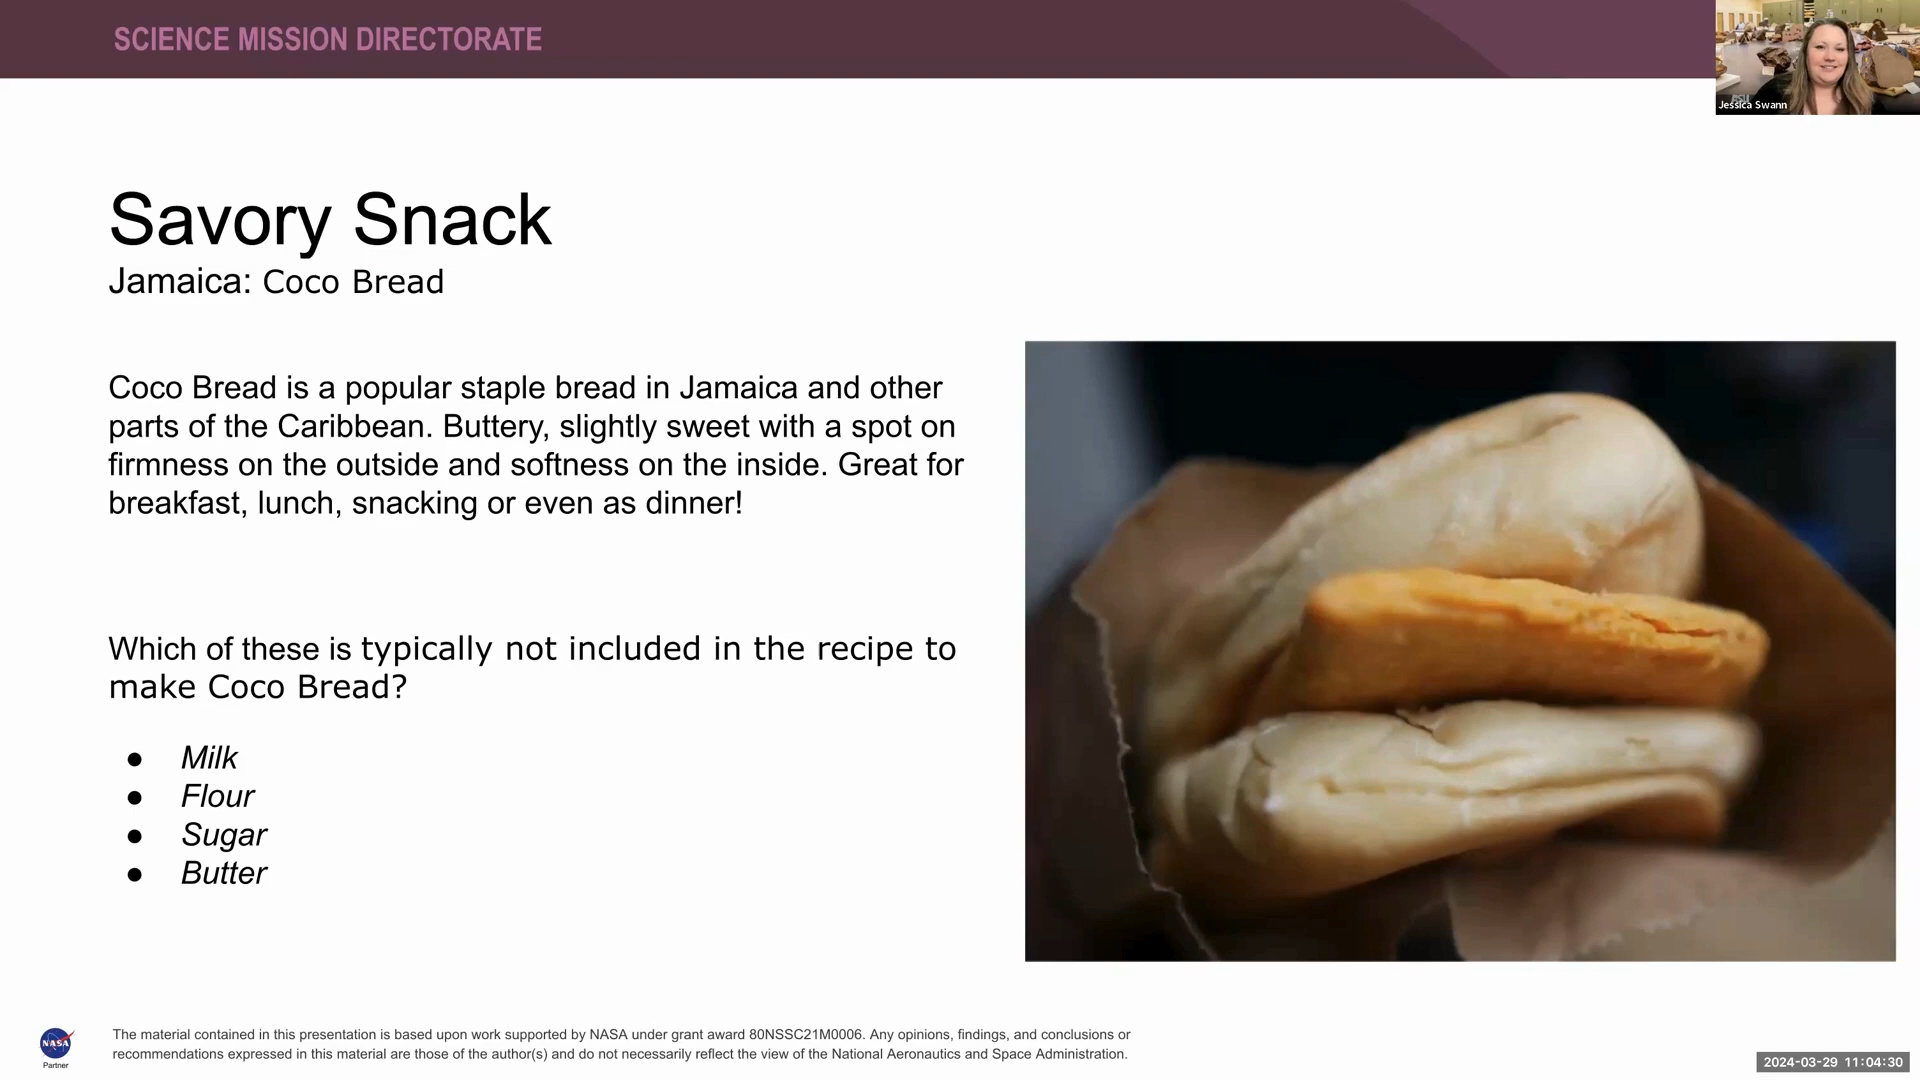 SCIENCE MISSION DIRECTORATE
Jessica Swann
Savory Snack
Jamaica: Coco Bread
Coco Bread is a popular staple bread in Jamaica and other
parts of the Caribbean. Buttery, slightly sweet with a spot on
firmness on the outside and softness on the inside. Great for
breakfast, lunch, snacking or even as dinner!
Which of these is typically not included in the recipe to
make Coco Bread?
● Milk
● Flour
● Sugar
● Butter
NASA
Partner
The material contained in this presentation is based upon work supported by NASA under grant award 80NSSC21M0006. Any opinions, findings, and conclusions or
recommendations expressed in this material are those of the author(s) and do not necessarily reflect the view of the National Aeronautics and Space Administration.
2024-03-29 11:04:30